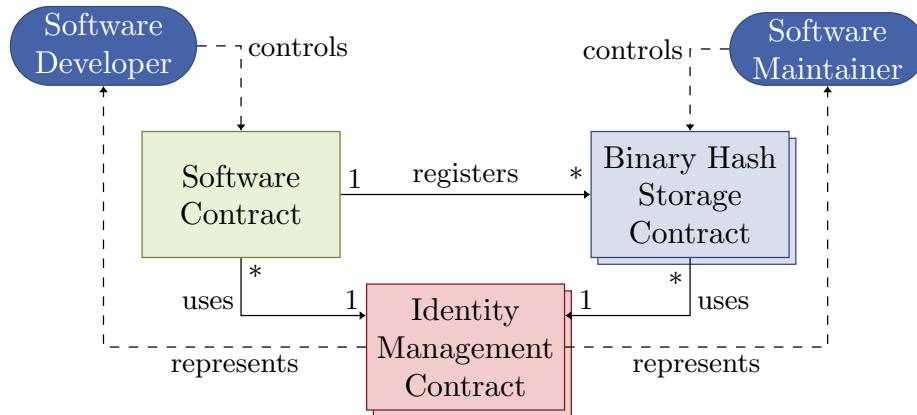 Software
Developer
controls
controls
Software
Maintainer
Software
Contract
1
registers
*
Binary Hash
Storage
Contract
*
uses
1
Identity
Management
Contract
1
*
uses
represents
represents